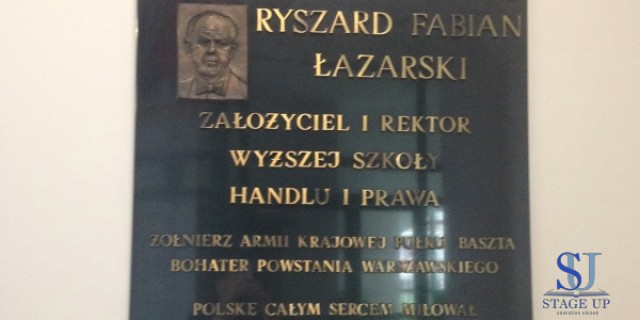 RYSZARD FABIAN
ŁAZARSKI
ZAŁOŻYCIEL I REKTOR
WYŻSZEJ SZKOŁY
HANDLU I PRAWA
ŻOŁNIERZ ARMII KRAJOWEJ PUŁKU BASZTA
BOHATER POWSTANIA WARSZAWSKIEGO
POLSKĘ CAŁYM SERCEM MIŁOWAŁ
SU
STAGE UP